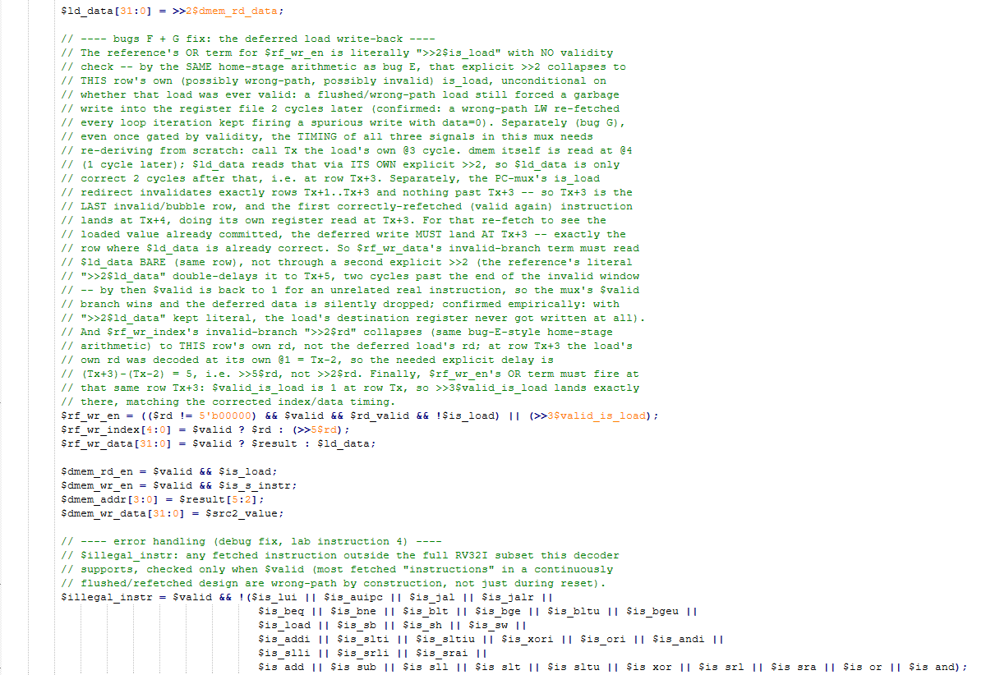 $ld_data[31:0] = >>2$dmem_rd_data;
// ---- bugs F + G fix: the deferred load write-back ----
// The reference's OR term for $rf_wr_en is literally ">>2$is_load" with NO validity
// check -- by the SAME home-stage arithmetic as bug E, that explicit >>2 collapses to
// THIS row's own (possibly wrong-path, possibly invalid) is_load, unconditional on
// whether that load was ever valid: a flushed/wrong-path load still forced a garbage
// write into the register file 2 cycles later (confirmed: a wrong-path LW re-fetched
// every loop iteration kept firing a spurious write with data=0). Separately (bug G),
// even once gated by validity, the TIMING of all three signals in this mux needs
// re-deriving from scratch: call Tx the load's own @3 cycle. dmem itself is read at @4
// (1 cycle later); $ld_data reads that via ITS OWN explicit >>2, so $ld_data is only
// correct 2 cycles after that, i.e. at row Tx+3. Separately, the PC-mux's is_load
// redirect invalidates exactly rows Tx+1..Tx+3 and nothing past Tx+3 -- so Tx+3 is the
// LAST invalid/bubble row, and the first correctly-refetched (valid again) instruction
// lands at Tx+4, doing its own register read at Tx+3. For that re-fetch to see the
// loaded value already committed, the deferred write MUST land AT Tx+3 -- exactly the
// row where $ld_data is already correct. So $rf_wr_data's invalid-branch term must read
// $ld_data BARE (same row), not through a second explicit >>2 (the reference's literal
// ">>2$ld_data" double-delays it to Tx+5, two cycles past the end of the invalid window
// -- by then $valid is back to 1 for an unrelated real instruction, so the mux's $valid
// branch wins and the deferred data is silently dropped; confirmed empirically: with
// ">>2$ld_data" kept literal, the load's destination register never got written at all).
// And $rf_wr_index's invalid-branch ">>2$rd" collapses (same bug-E-style home-stage
// arithmetic) to THIS row's own rd, not the deferred load's rd; at row Tx+3 the load's
// own rd was decoded at its own @1 = Tx-2, so the needed explicit delay is
// (Tx+3)-(Tx-2) = 5, i.e. >>5$rd, not >>2$rd. Finally, $rf_wr_en's OR term must fire at
// that same row Tx+3: $valid_is_load is 1 at row Tx, so >>3$valid_is_load lands exactly
// there, matching the corrected index/data timing.
$rf_wr_en = (($rd != 5'b00000) && $valid && $rd_valid && !$is_load) || (>>3$valid_is_load);
$rf_wr_index[4:0] = $valid ? $rd : (>>5$rd);
$rf_wr_data[31:0] = $valid ? $result : $ld_data;
$dmem_rd_en = $valid && $is_load;
$dmem_wr_en = $valid && $is_s_instr;
$dmem_addr[3:0] = $result[5:2];
$dmem_wr_data[31:0] = $src2_value;
// ---- error handling (debug fix, lab instruction 4) ----
// $illegal_instr: any fetched instruction outside the full RV32I subset this decoder
// supports, checked only when $valid (most fetched "instructions" in a continuously
// flushed/refetched design are wrong-path by construction, not just during reset).
$illegal_instr = $valid && !($is_lui || $is_auipc || $is_jal || $is_jalr ||
$is_beq || $is_bne || $is_blt || $is_bge || $is_bltu || $is_bgeu ||
$is_load || $is_sb || $is_sh || $is_sw ||
$is_addi || $is_slti || $is_sltiu || $is_xori || $is_ori || $is_andi ||
$is_slli || $is_srli || $is_srai ||
$is_add || $is_sub || $is_sll || $is_slt || $is_sltu || $is_xor || $is_srl || $is_sra || $is_or || $is_and);